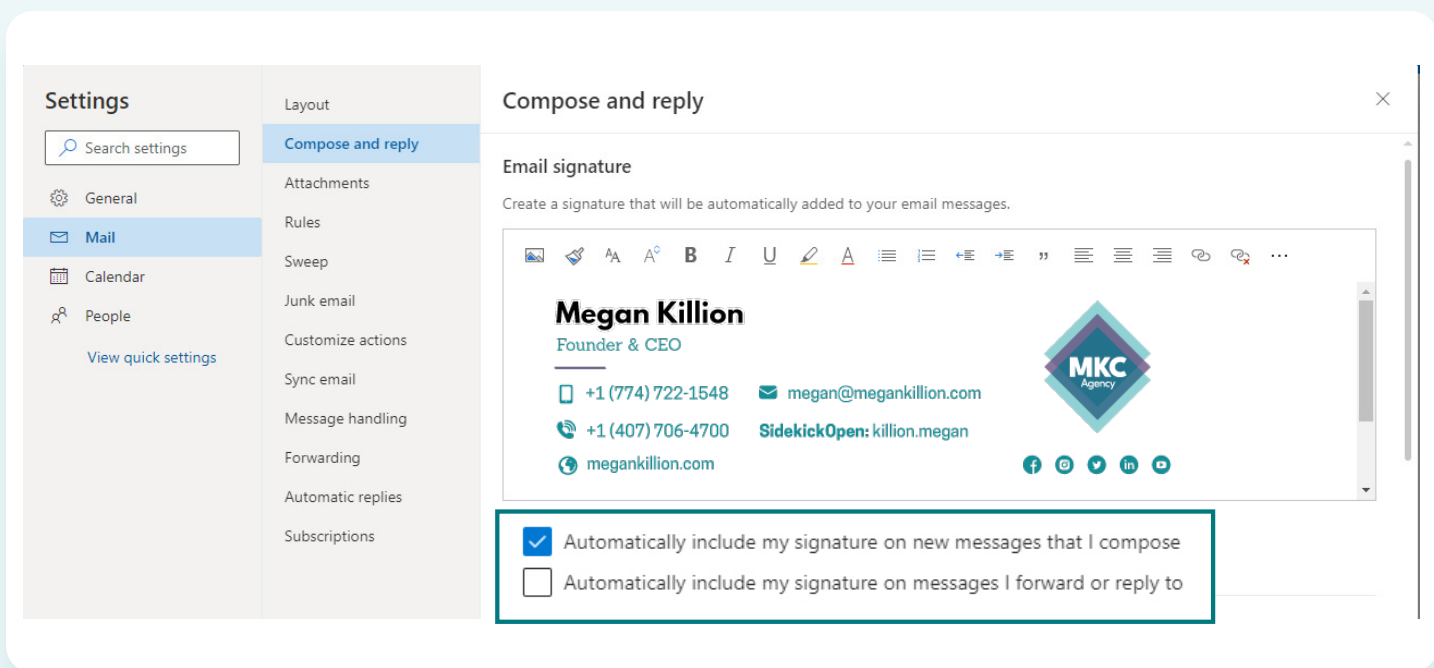 Settings
Search settings
General
Mail
Calendar
People
View quick settings
Layout
Compose and reply
Attachments
Rules
Sweep
Junk email
Customize actions
Sync email
Message handling
Forwarding
Automatic replies
Subscriptions
Compose and reply
Email signature
Create a signature that will be automatically added to your email messages.
Megan Killion
Founder & CEO
+1 (774) 722-1548 megan@megankillion.com
+1 (407) 706-4700 SidekickOpen: killion.megan
megankillion.com
MKC
Agency
Automatically include my signature on new messages that I compose
Automatically include my signature on messages I forward or reply to